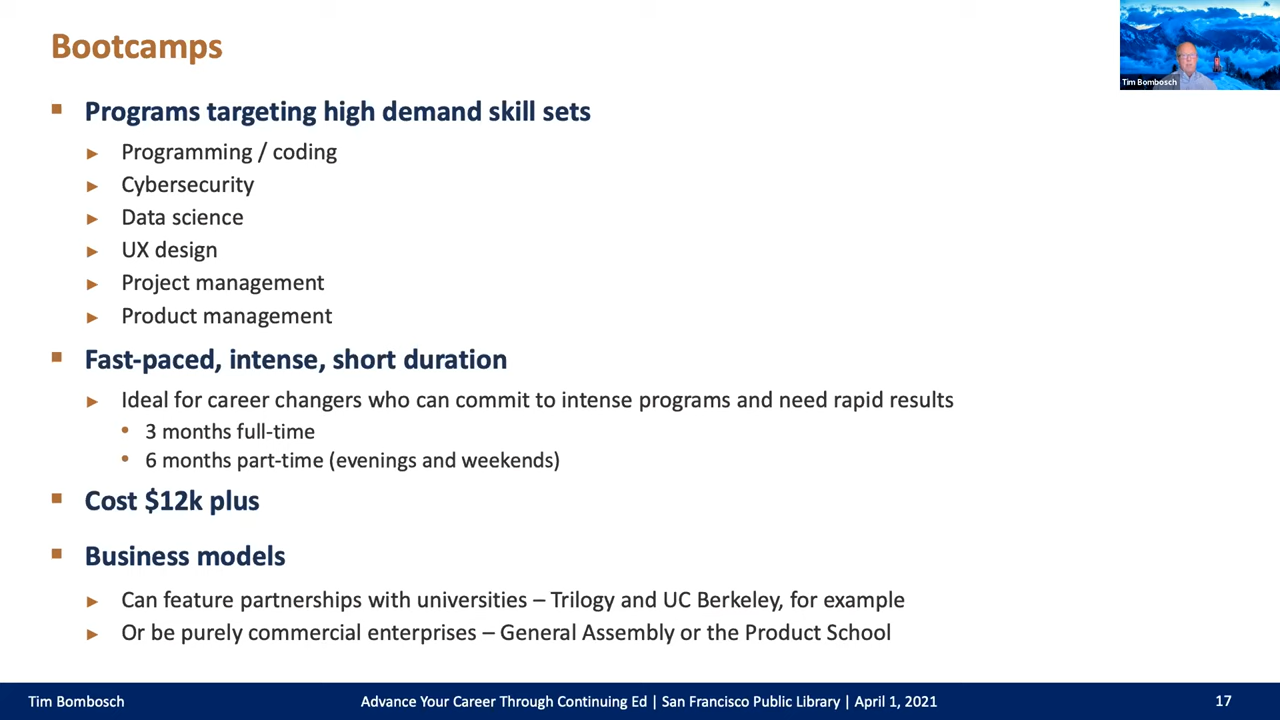 Bootcamps
Tim Bombosch
Programs targeting high demand skill sets
Programming / coding
Cybersecurity
Data science
UX design
Project management
Product management
Fast-paced, intense, short duration
Ideal for career changers who can commit to intense programs and need rapid results
3 months full-time
6 months part-time (evenings and weekends)
Cost $12k plus
Business models
Can feature partnerships with universities – Trilogy and UC Berkeley, for example
Or be purely commercial enterprises – General Assembly or the Product School
Tim Bombosch
Advance Your Career Through Continuing Ed | San Francisco Public Library | April 1, 2021
17